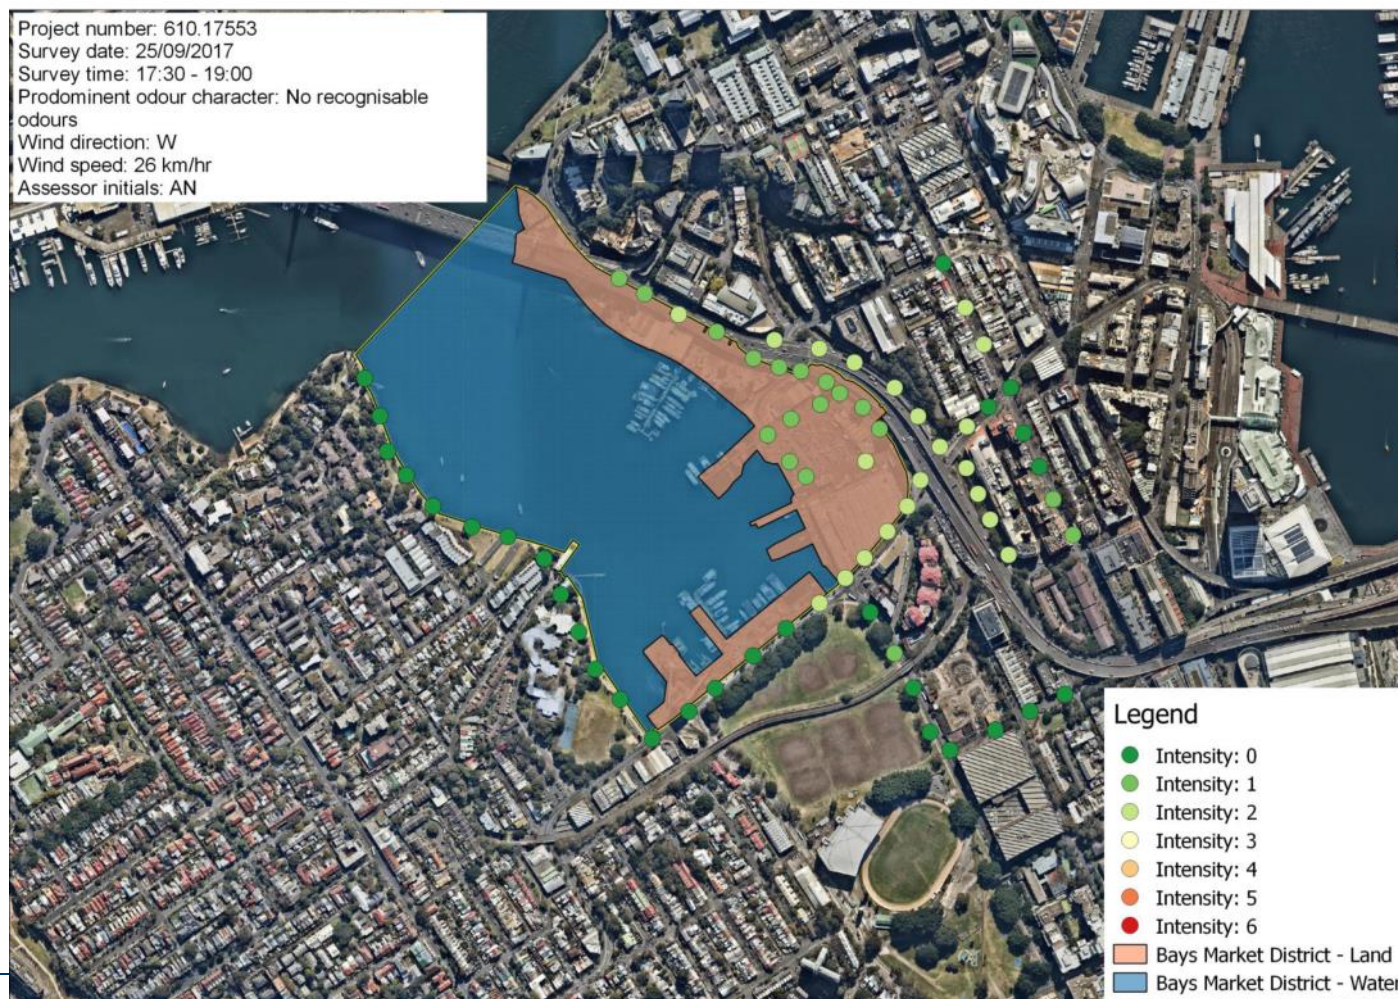 Project number: 610.17553
Survey date: 25/09/2017
Survey time: 17:30 - 19:00
Prodominent odour character: No recognisable
odours
Wind direction: W
Wind speed: 26 km/hr
Assessor initials: AN
Legend
Intensity: 0
Intensity: 1
Intensity: 2
Intensity: 3
Intensity: 4
Intensity: 5
Intensity: 6
Bays Market District - Land
Bays Market District - Water